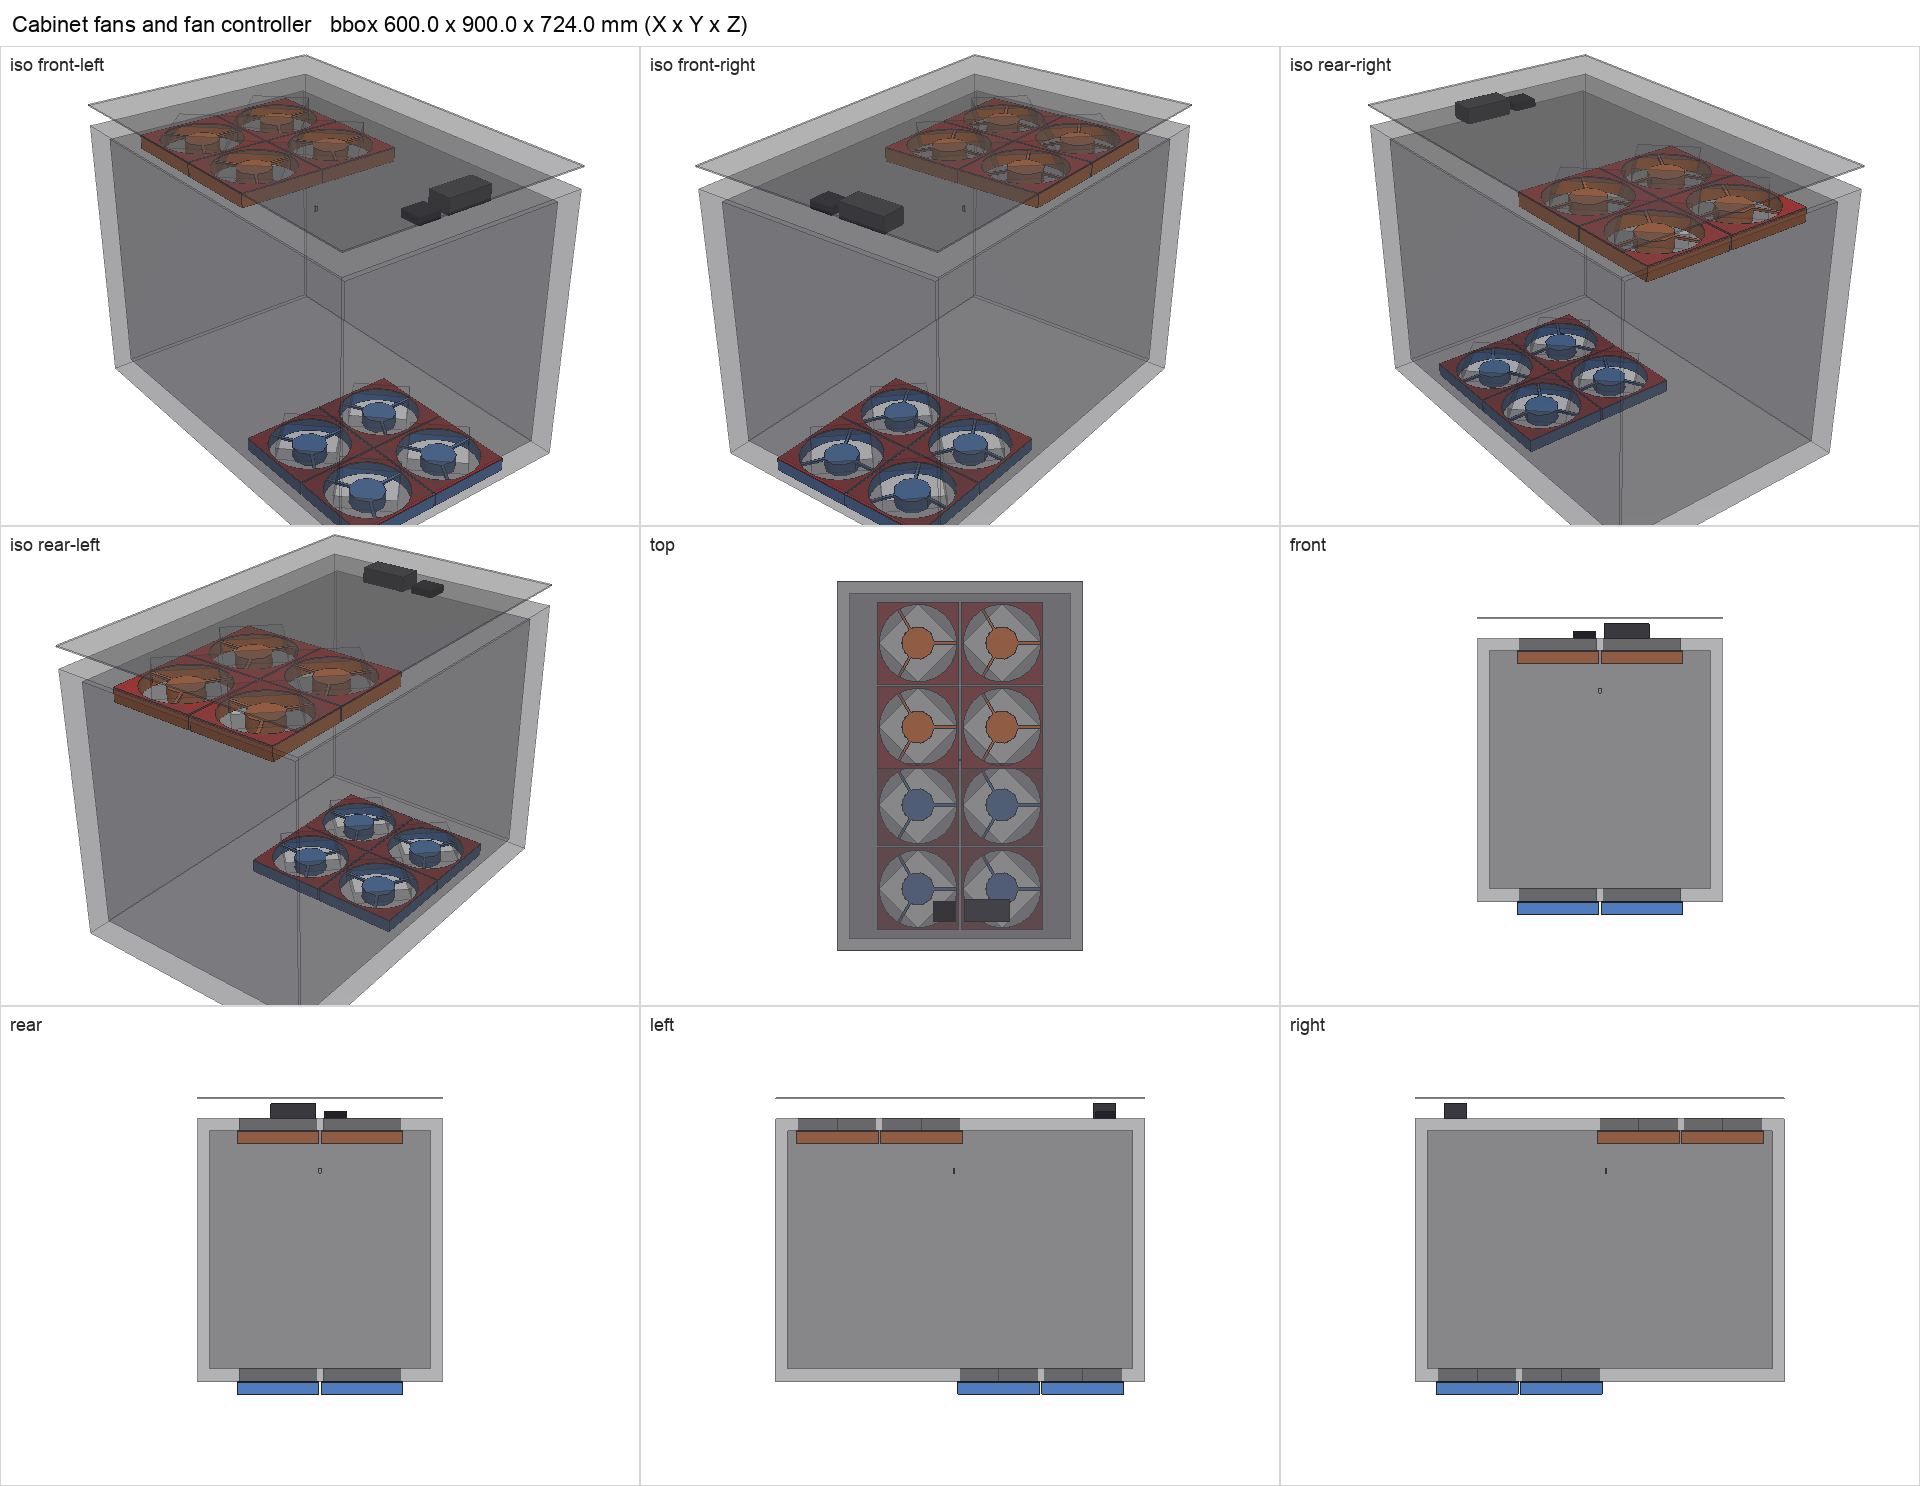 Cabinet fans and fan controller   bbox 600.0 x 900.0 x 724.0 mm (X x Y x Z)
iso front-left
iso front-right
iso rear-right
iso rear-left
top
front
rear
left
right